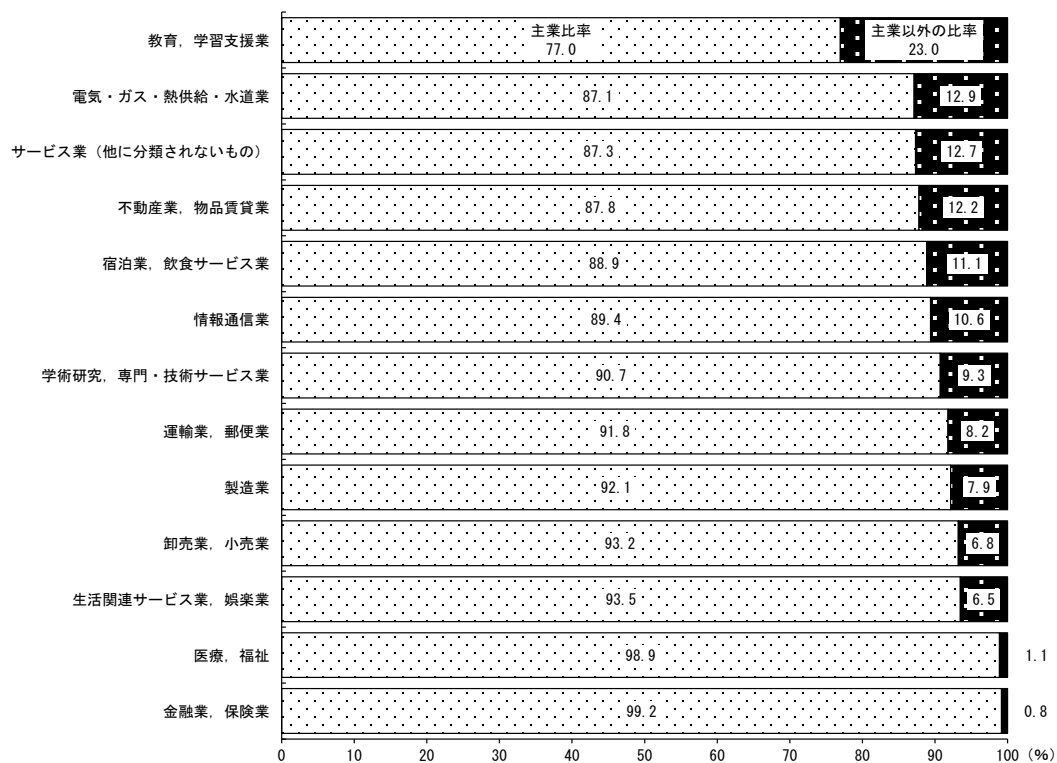 教育，学習支援業
主業比率
77.0
主業以外の比率
23.0
電気・ガス・熱供給・水道業
87.1
12.9
サービス業（他に分類されないもの）
87.3
12.7
不動産業，物品賃貸業
87.8
12.2
宿泊業，飲食サービス業
88.9
11.1
情報通信業
89.4
10.6
学術研究，専門・技術サービス業
90.7
9.3
運輸業，郵便業
91.8
8.2
製造業
92.1
7.9
卸売業，小売業
93.2
6.8
生活関連サービス業，娯楽業
93.5
6.5
医療，福祉
98.9
1.1
金融業，保険業
99.2
0.8
0 10 20 30 40 50 60 70 80 90 100 (%)